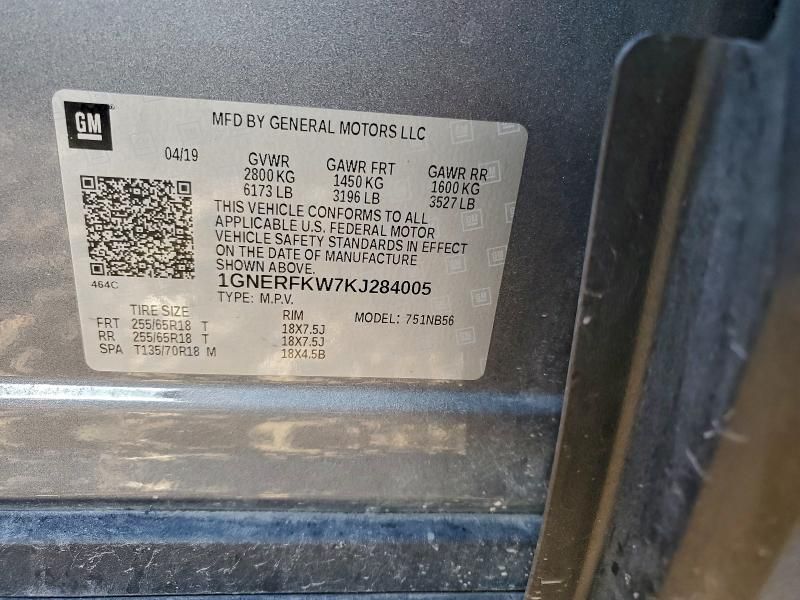 GM
MFD BY GENERAL MOTORS LLC
04/19 GVWR GAWR FRT GAWR RR
2800 KG 1450 KG 1600 KG
6173 LB 3196 LB 3527 LB
THIS VEHICLE CONFORMS TO ALL
APPLICABLE U.S. FEDERAL MOTOR
VEHICLE SAFETY STANDARDS IN EFFECT
ON THE DATE OF MANUFACTURE
SHOWN ABOVE.
464C
1GNERFKW7KJ284005
TYPE: M.P.V. MODEL: 751NB56
TIRE SIZE RIM
FRT 255/65R18 T 18X7.5J
RR 255/65R18 T 18X7.5J
SPA T135/70R18 M 18X4.5B